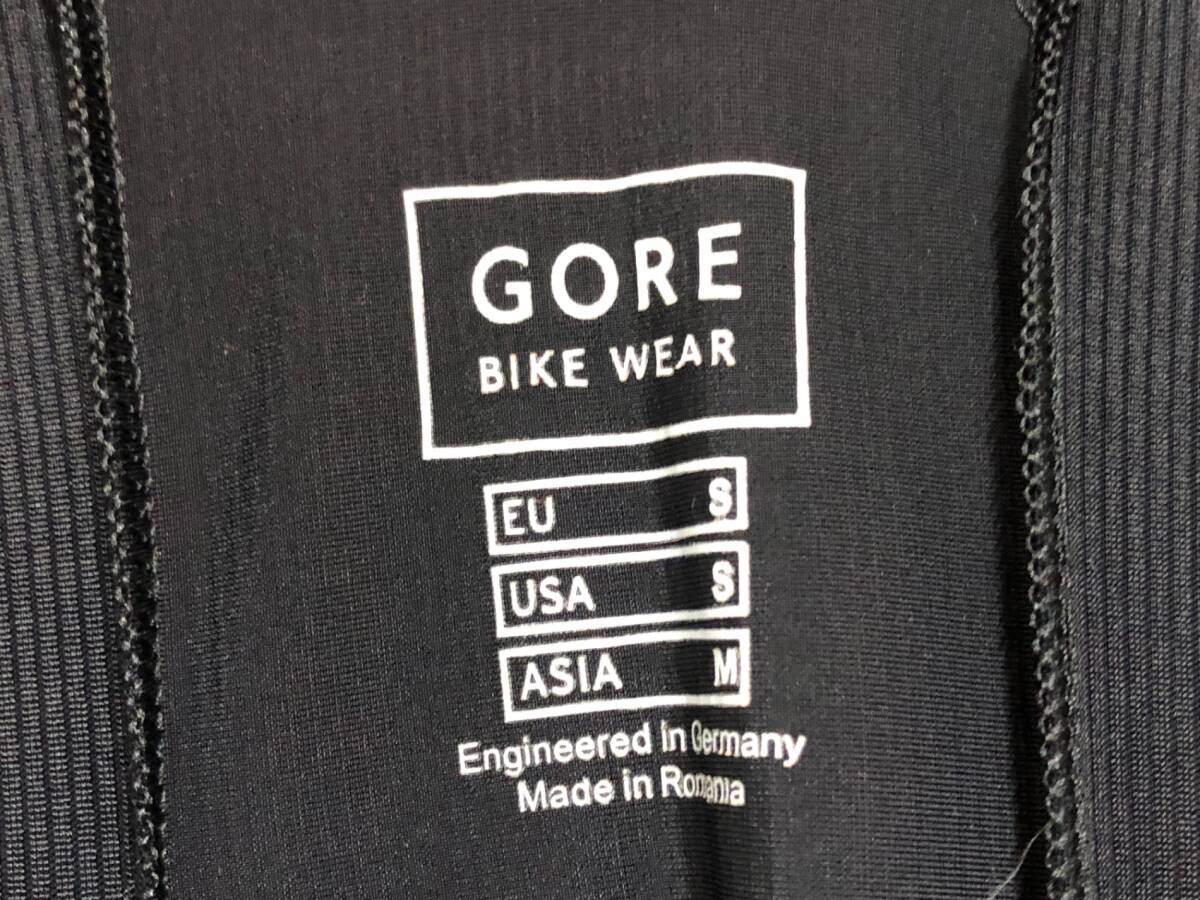 GORE
BIKE WEAR
EU S
USA S
ASIA M
Engineered in Germany
Made in Romania